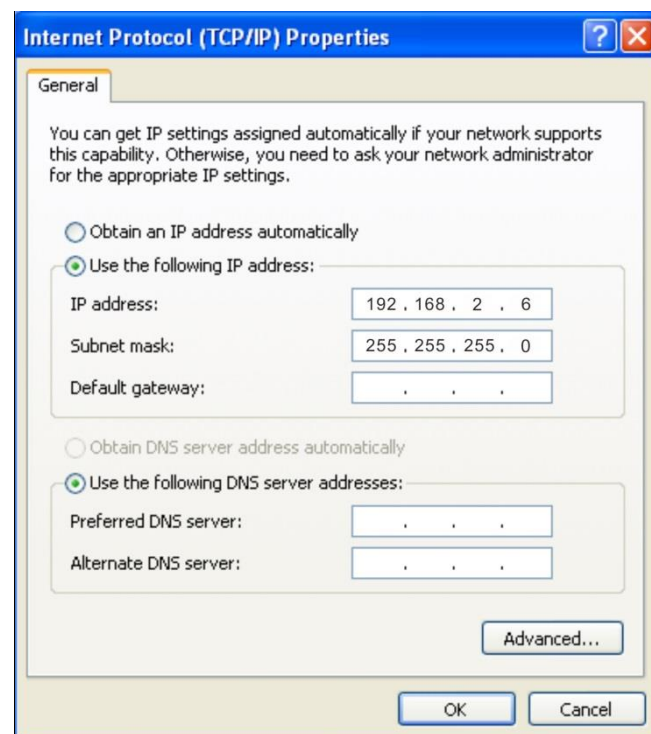 Internet Protocol (TCP/IP) Properties
General
You can get IP settings assigned automatically if your network supports
this capability. Otherwise, you need to ask your network administrator
for the appropriate IP settings.
Obtain an IP address automatically
Use the following IP address:
IP address: 192 . 168 . 2 . 6
Subnet mask: 255 . 255 . 255 . 0
Default gateway: . . .
Obtain DNS server address automatically
Use the following DNS server addresses:
Preferred DNS server: . . .
Alternate DNS server: . . .
Advanced...
OK Cancel